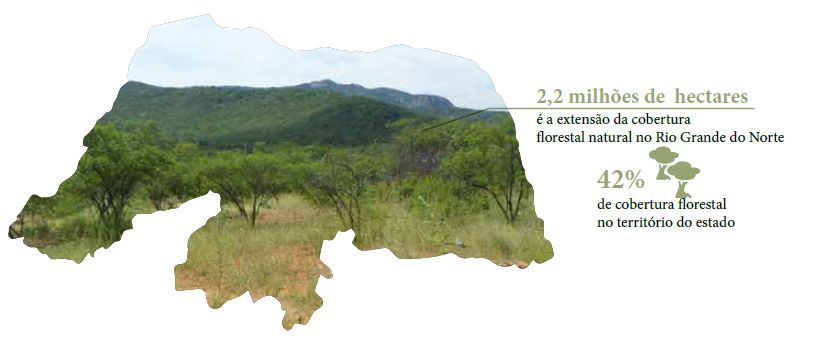 2,2 milhões de hectares
é a extensão da cobertura
florestal natural no Rio Grande do Norte
42%
de cobertura florestal
no território do estado